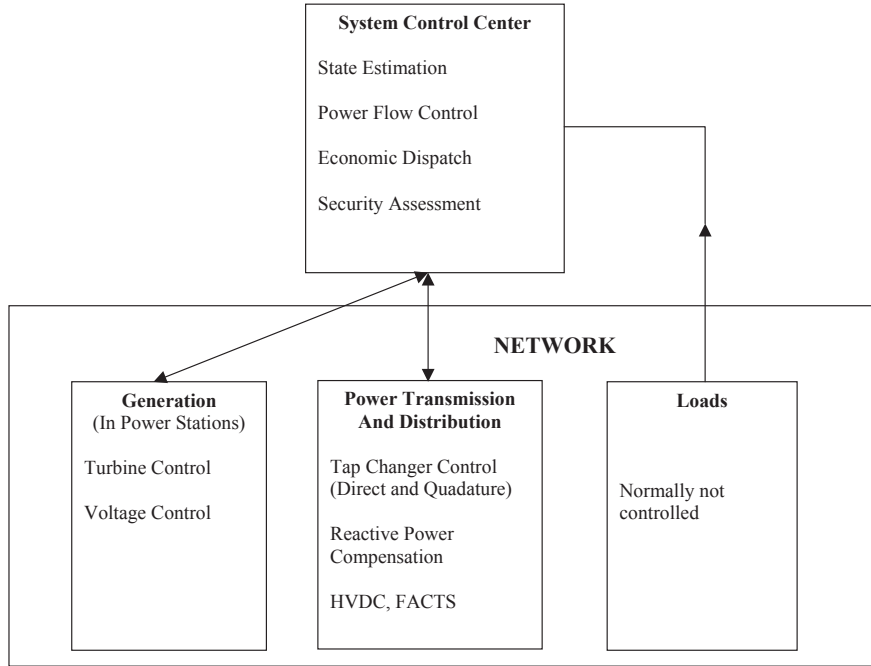 System Control Center
State Estimation
Power Flow Control
Economic Dispatch
Security Assessment
NETWORK
Generation
(In Power Stations)
Turbine Control
Voltage Control
Power Transmission
And Distribution
Tap Changer Control
(Direct and Quadature)
Reactive Power
Compensation
HVDC, FACTS
Loads
Normally not
controlled